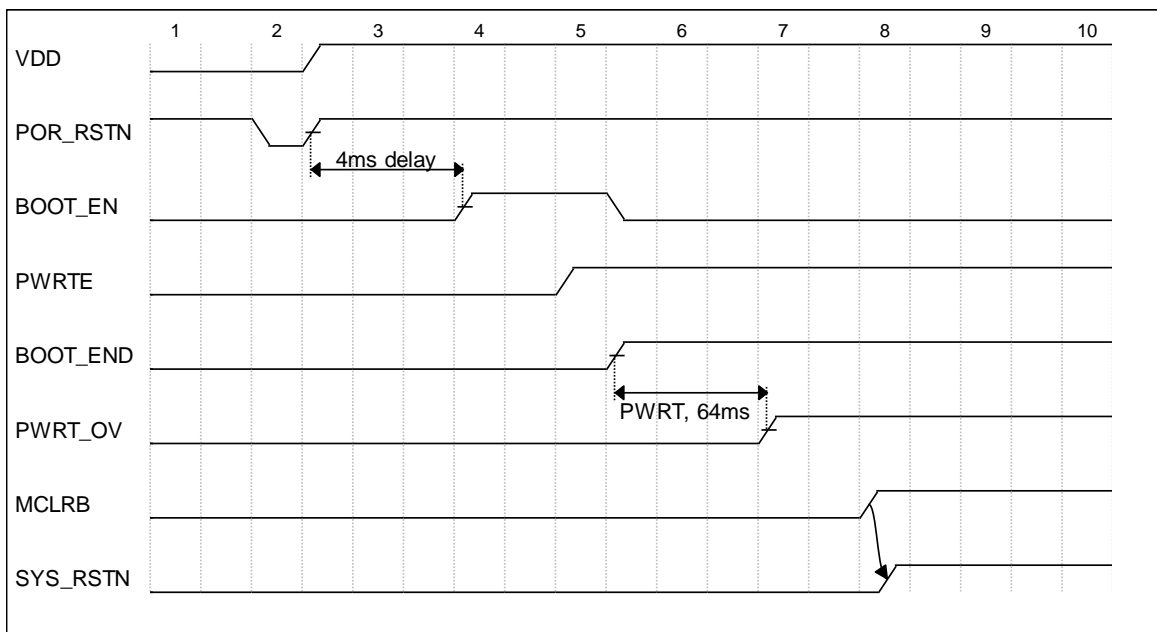 1 2 3 4 5 6 7 8 9 10
VDD
POR_RSTN
4ms delay
BOOT_EN
PWRTE
BOOT_END
PWRT, 64ms
PWRT_OV
MCLRB
SYS_RSTN